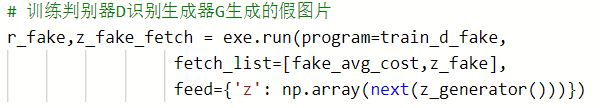 # 训练判别器D识别生成器G生成的假图片
r_fake,z_fake_fetch = exe.run(program=train_d_fake,
fetch_list=[fake_avg_cost,z_fake],
feed={'z': np.array(next(z_generator()))})